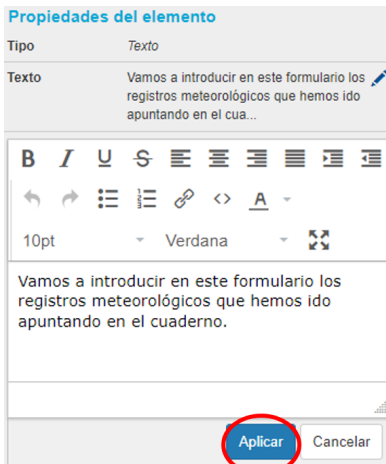 Propiedades del elemento
Tipo Texto
Texto Vamos a introducir en este formulario los
registros meteorológicos que hemos ido
apuntando en el cua...
B I U S
A
10pt Verdana
Vamos a introducir en este formulario los
registros meteorológicos que hemos ido
apuntando en el cuaderno.
Aplicar Cancelar